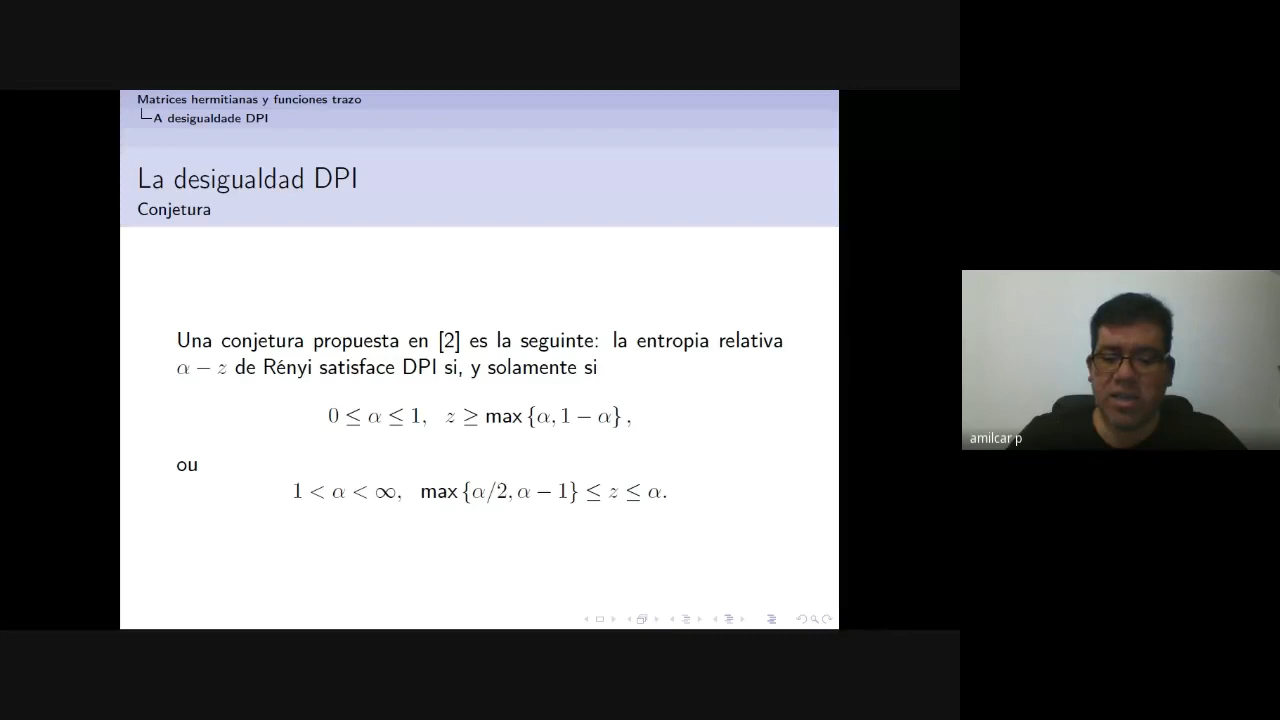 Matrices hermitianas y funciones trazo
A desigualdade DPI
La desigualdad DPI
Conjetura
Una conjetura propuesta en [2] es la seguinte: la entropia relativa
α − z de Rényi satisface DPI si, y solamente si
0 ≤ α ≤ 1, z ≥ max {α, 1 − α} ,
ou
1 < α < ∞, max {α/2, α − 1} ≤ z ≤ α.
amilcar p